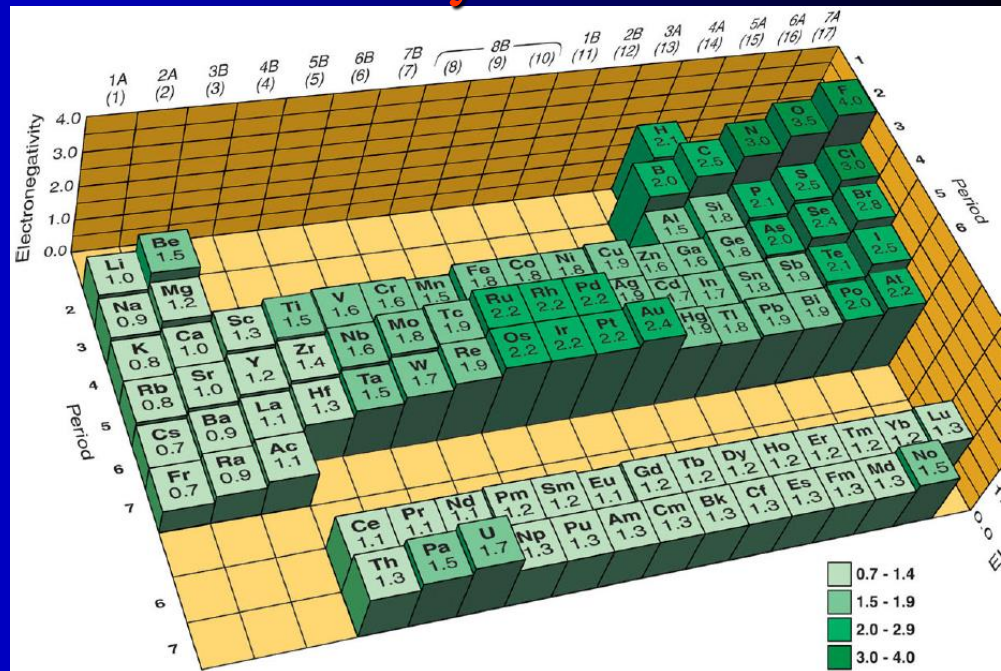 1A 2A 3B 4B 5B 6B 7B 8B 1B 2B 3A 4A 5A 6A 7A
(1) (2) (3) (4) (5) (6) (7) (8) (9) (10) (11) (12) (13) (14) (15) (16) (17)
Electronegativity
4.0
3.0
2.0
1.0
0.0
1
2
3
4
5
6
Period
H 2.1
Li 1.0 Be 1.5 B 2.0 C 2.5 N 3.0 O 3.5 F 4.0
Na 0.9 Mg 1.2 Al 1.5 Si 1.8 P 2.1 S 2.5 Cl 3.0
K 0.8 Ca 1.0 Sc 1.3 Ti 1.5 V 1.6 Cr 1.6 Mn 1.5 Fe 1.8 Co 1.8 Ni 1.8 Cu 1.9 Zn 1.6 Ga 1.6 Ge 1.8 As 2.0 Se 2.4 Br 2.8
Rb 0.8 Sr 1.0 Y 1.2 Zr 1.4 Nb 1.6 Mo 1.8 Tc 1.9 Ru 2.2 Rh 2.2 Pd 2.2 Ag 1.9 Cd 1.7 In 1.7 Sn 1.8 Sb 1.9 Te 2.1 I 2.5
Cs 0.7 Ba 0.9 La 1.1 Hf 1.3 Ta 1.5 W 1.7 Re 1.9 Os 2.2 Ir 2.2 Pt 2.2 Au 2.4 Hg 1.9 Tl 1.8 Pb 1.9 Bi 1.9 Po 2.0 At 2.2
Fr 0.7 Ra 0.9 Ac 1.1
2
3
4
5
6
7
Period
Ce 1.1 Pr 1.1 Nd 1.1 Pm 1.2 Sm 1.2 Eu 1.1 Gd 1.2 Tb 1.2 Dy 1.2 Ho 1.2 Er 1.2 Tm 1.2 Yb 1.2 Lu 1.3
Th 1.3 Pa 1.5 U 1.7 Np 1.3 Pu 1.3 Am 1.3 Cm 1.3 Bk 1.3 Cf 1.3 Es 1.3 Fm 1.3 Md 1.3 No 1.5
6
7
0.7 - 1.4
1.5 - 1.9
2.0 - 2.9
3.0 - 4.0